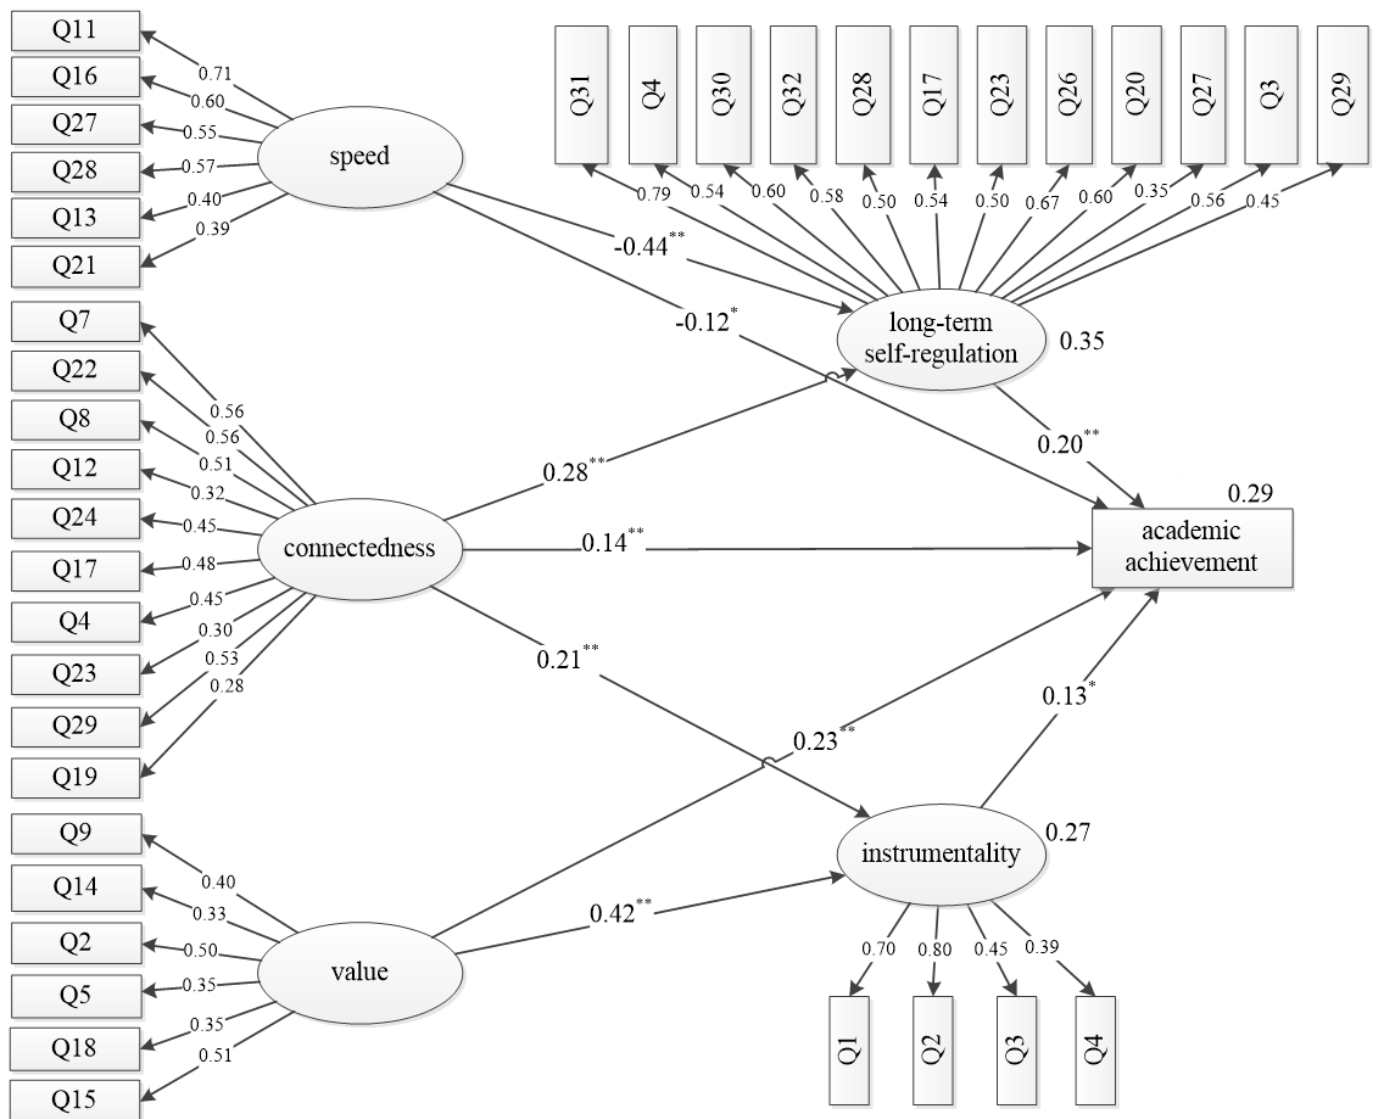 Q11
Q16
Q27
Q28
Q13
Q21
0.71
0.60
0.55
0.57
0.40
0.39
speed
Q31
Q4
Q30
Q32
Q28
Q17
Q23
Q26
Q20
Q27
Q3
Q29
0.79
0.54
0.60
0.58
0.50
0.54
0.50
0.67
0.60
0.35
0.56
0.45
-0.44**
-0.12*
long-term
self-regulation
0.35
Q7
Q22
Q8
Q12
Q24
Q17
Q4
Q23
Q29
Q19
0.56
0.56
0.51
0.32
0.45
0.48
0.45
0.30
0.53
0.28
connectedness
0.28**
0.14**
0.21**
0.20**
0.29
academic
achievement
0.23**
0.13*
Q9
Q14
Q2
Q5
Q18
Q15
0.40
0.33
0.50
0.35
0.35
0.51
value
0.42**
instrumentality
0.27
0.70
0.80
0.45
0.39
Q1
Q2
Q3
Q4